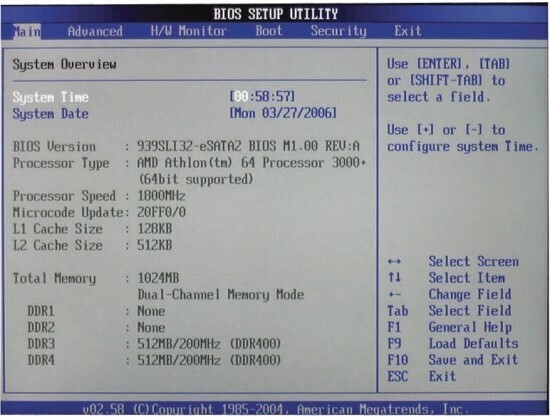 BIOS SETUP UTILITY
Main Advanced H/W Monitor Boot Security Exit
System Overview
System Time [00:58:57]
System Date [Mon 03/27/2006]
BIOS Version : 939SLI32-eSATA2 BIOS M1.00 REV:A
Processor Type : AMD Athlon(tm) 64 Processor 3000+
(64bit supported)
Processor Speed : 1800MHz
Microcode Update: 20FF0/0
L1 Cache Size : 128KB
L2 Cache Size : 512KB
Total Memory : 1024MB
Dual-Channel Memory Mode
DDR1 : None
DDR2 : None
DDR3 : 512MB/200MHz (DDR400)
DDR4 : 512MB/200MHz (DDR400)
Use [ENTER], [TAB]
or [SHIFT-TAB] to
select a field.
Use [+] or [-] to
configure system Time.
↔ Select Screen
↑↓ Select Item
+- Change Field
Tab Select Field
F1 General Help
F9 Load Defaults
F10 Save and Exit
ESC Exit
v02.58 (C)Copyright 1985-2004, American Megatrends, Inc.